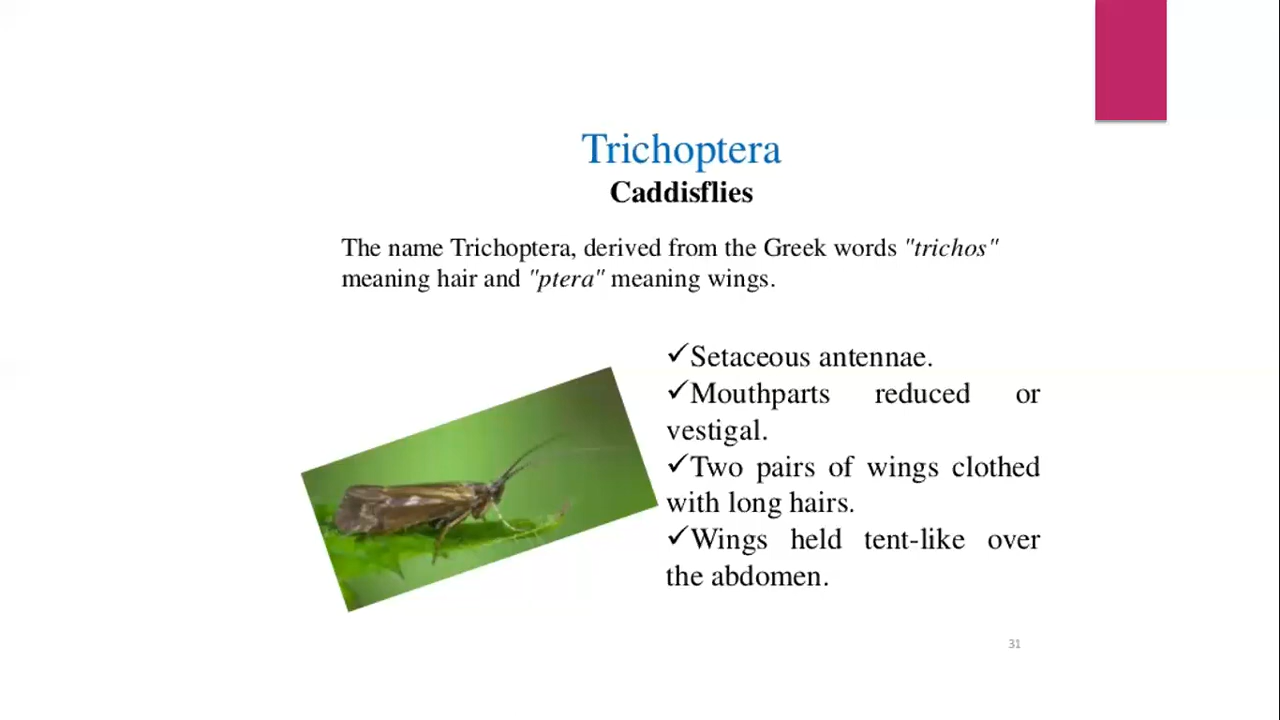 Trichoptera
Caddisflies
The name Trichoptera, derived from the Greek words "trichos"
meaning hair and "ptera" meaning wings.
✓Setaceous antennae.
✓Mouthparts reduced or
vestigal.
✓Two pairs of wings clothed
with long hairs.
✓Wings held tent-like over
the abdomen.
31